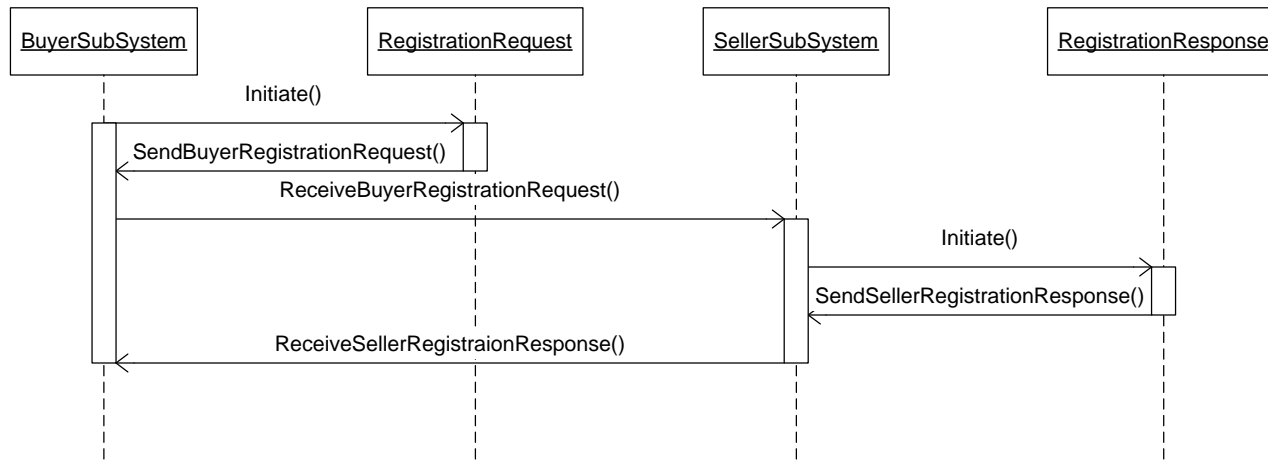 BuyerSubSystem
RegistrationRequest
SellerSubSystem
RegistrationResponse
Initiate()
SendBuyerRegistrationRequest()
ReceiveBuyerRegistrationRequest()
Initiate()
SendSellerRegistrationResponse()
ReceiveSellerRegistraionResponse()